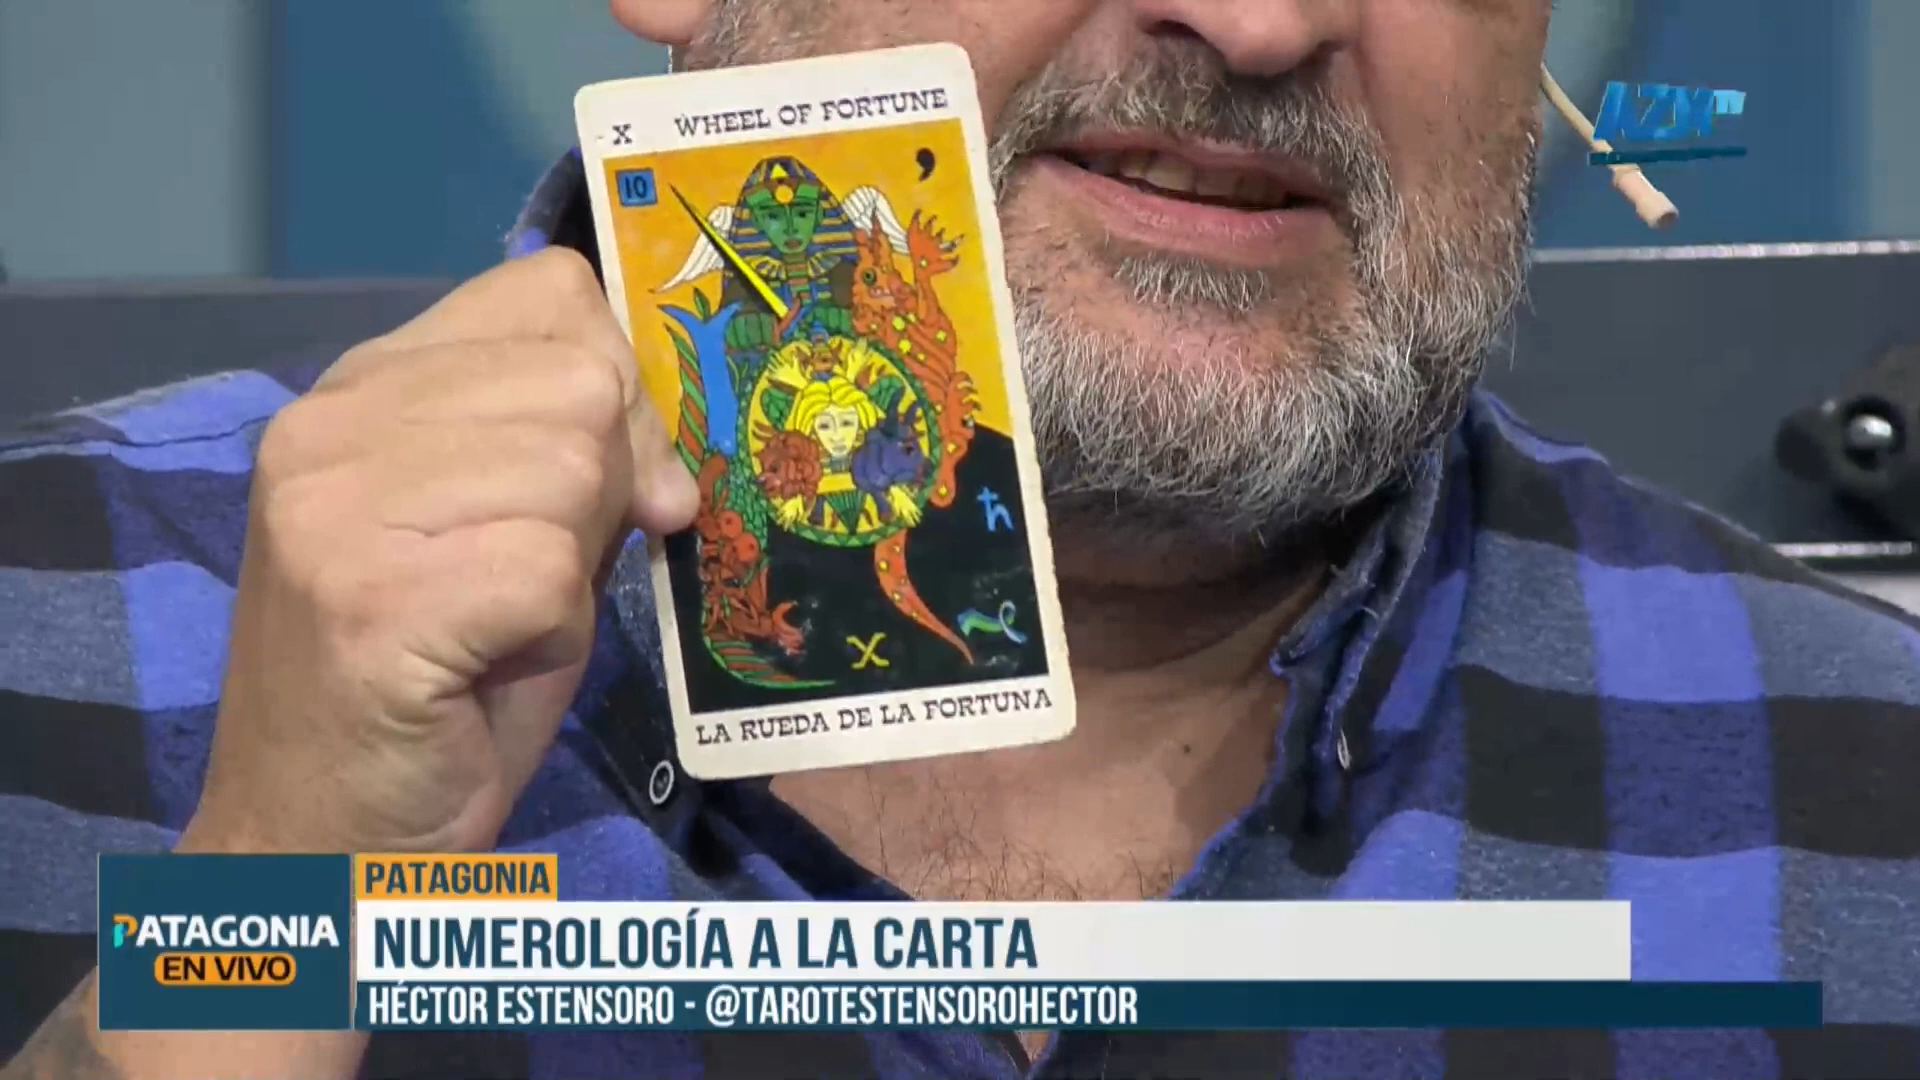 AZM TV
X WHEEL OF FORTUNE
10
X
LA RUEDA DE LA FORTUNA
PATAGONIA
PATAGONIA
EN VIVO
NUMEROLOGÍA A LA CARTA
HÉCTOR ESTENSORO - @TAROTESTENSOROHECTOR